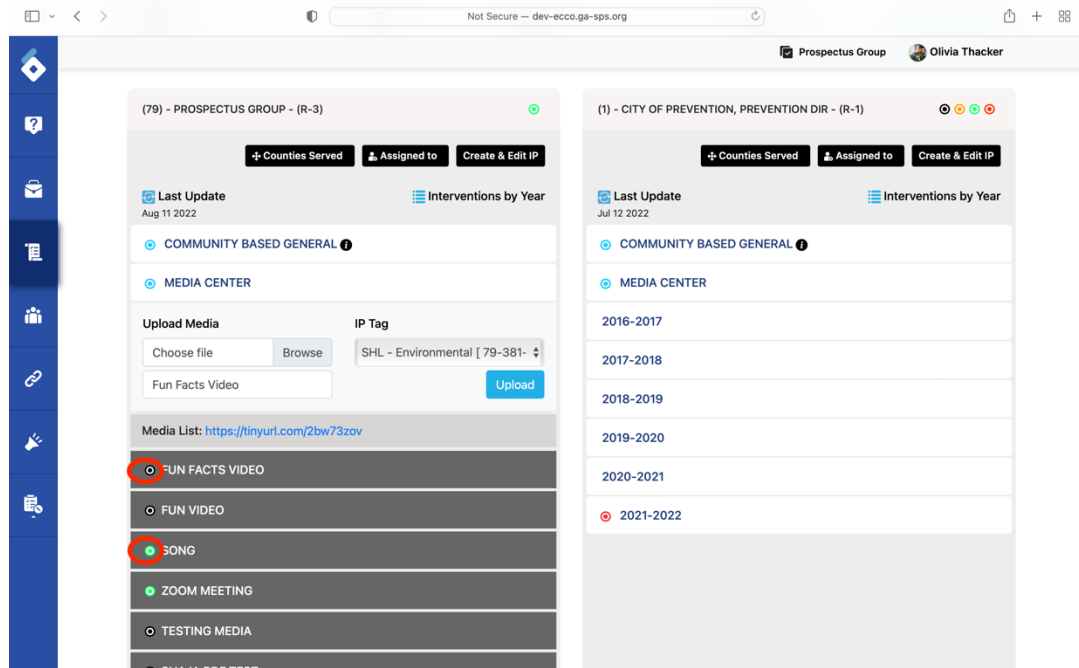 Not Secure — dev-ecco.ga-sps.org
Prospectus Group Olivia Thacker
(79) - PROSPECTUS GROUP - (R-3)
Counties Served Assigned to Create & Edit IP
Last Update Interventions by Year
Aug 11 2022
COMMUNITY BASED GENERAL
MEDIA CENTER
Upload Media IP Tag
Choose file Browse SHL - Environmental [ 79-381-
Fun Facts Video Upload
Media List: https://tinyurl.com/2bw73zov
FUN FACTS VIDEO
FUN VIDEO
SONG
ZOOM MEETING
TESTING MEDIA
(1) - CITY OF PREVENTION, PREVENTION DIR - (R-1)
Counties Served Assigned to Create & Edit IP
Last Update Interventions by Year
Jul 12 2022
COMMUNITY BASED GENERAL
MEDIA CENTER
2016-2017
2017-2018
2018-2019
2019-2020
2020-2021
2021-2022